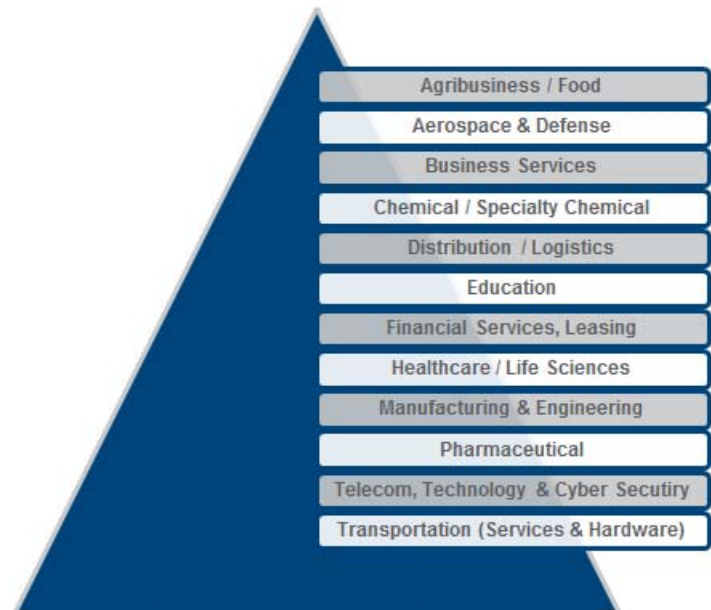 Agribusiness / Food
Aerospace & Defense
Business Services
Chemical / Specialty Chemical
Distribution / Logistics
Education
Financial Services, Leasing
Healthcare / Life Sciences
Manufacturing & Engineering
Pharmaceutical
Telecom, Technology & Cyber Secutiry
Transportation (Services & Hardware)